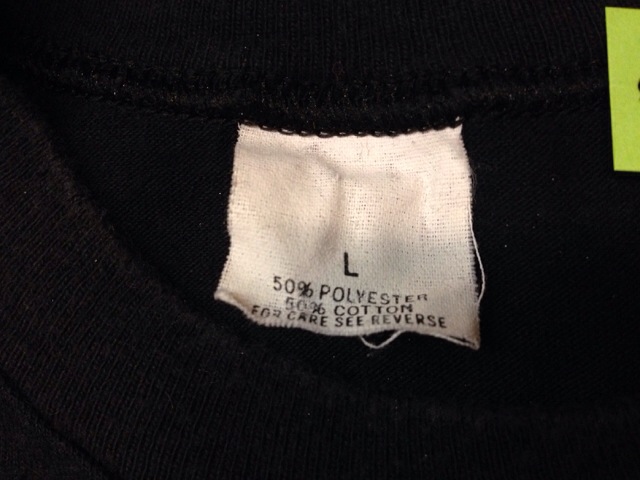 L
50% POLYESTER
50% COTTON
FOR CARE SEE REVERSE